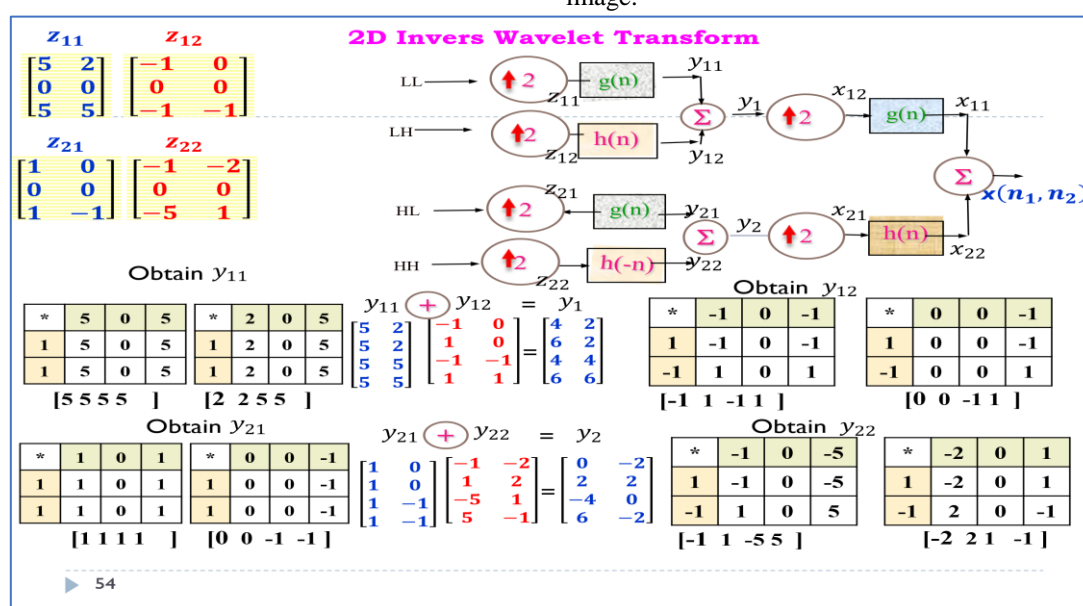 image.
2D Invers Wavelet Transform
z₁₁ z₁₂
[5 2; 0 0; 5 5] [−1 0; 0 0; −1 −1]
z₂₁ z₂₂
[1 0; 0 0; 1 −1] [−1 −2; 0 0; −5 1]
LL 2 z₁₁ g(n) y₁₁
LH 2 z₁₂ h(n) y₁₂
Σ y₁ 2 x₁₂ g(n) x₁₁
HL 2 z₂₁ g(n) y₂₁
HH 2 z₂₂ h(-n) y₂₂
Σ y₂ 2 x₂₁ h(n) x₂₂
Σ x(n₁, n₂)
Obtain y₁₁
* 5 0 5
1 5 0 5
1 5 0 5
[5 5 5 5 ]
* 2 0 5
1 2 0 5
1 2 0 5
[2 2 5 5 ]
y₁₁ + y₁₂ = y₁
[5 2; 5 2; 5 5; 5 5] [−1 0; 1 0; −1 −1; 1 1] = [4 2; 6 2; 4 4; 6 6]
Obtain y₁₂
* -1 0 -1
1 -1 0 -1
-1 1 0 1
[-1 1 -1 1 ]
* 0 0 -1
1 0 0 -1
-1 0 0 1
[0 0 -1 1 ]
Obtain y₂₁
* 1 0 1
1 1 0 1
1 1 0 1
[1 1 1 1 ]
* 0 0 -1
1 0 0 -1
1 0 0 -1
[0 0 -1 -1 ]
y₂₁ + y₂₂ = y₂
[1 0; 1 0; 1 −1; 1 −1] [−1 −2; 1 2; −5 1; 5 −1] = [0 −2; 2 2; −4 0; 6 −2]
Obtain y₂₂
* -1 0 -5
1 -1 0 -5
-1 1 0 5
[-1 1 -5 5 ]
* -2 0 1
1 -2 0 1
-1 2 0 -1
[-2 2 1 -1 ]
54